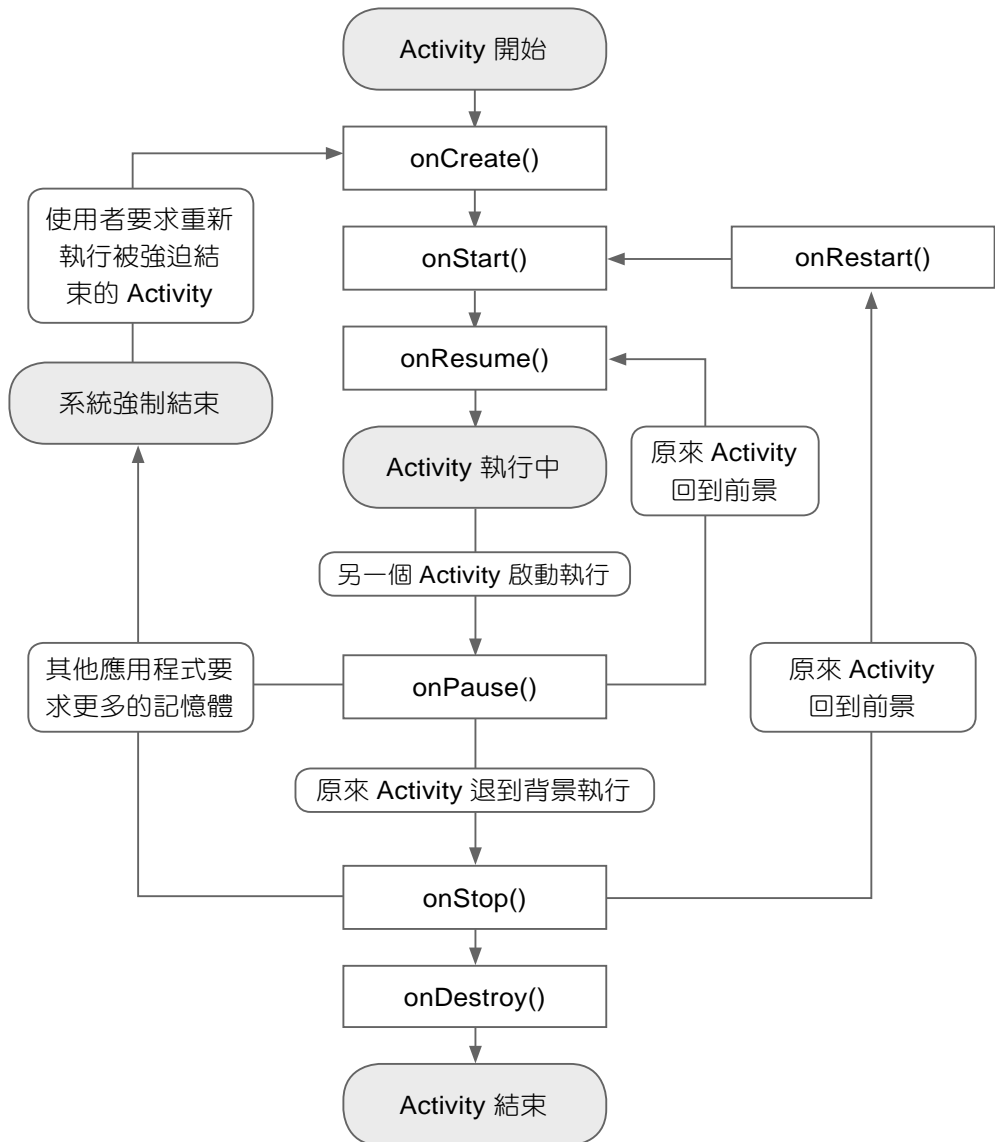 Activity 開始
onCreate()
使用者要求重新
執行被強迫結
束的 Activity
onStart()
onRestart()
onResume()
系統強制結束
Activity 執行中
原來 Activity
回到前景
另一個 Activity 啟動執行
其他應用程式要
求更多的記憶體
onPause()
原來 Activity
回到前景
原來 Activity 退到背景執行
onStop()
onDestroy()
Activity 結束